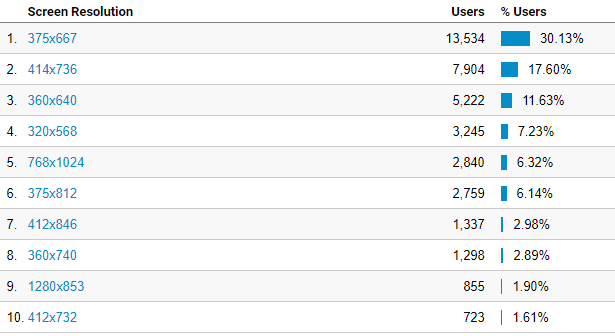 Screen Resolution Users % Users
1. 375x667 13,534 30.13%
2. 414x736 7,904 17.60%
3. 360x640 5,222 11.63%
4. 320x568 3,245 7.23%
5. 768x1024 2,840 6.32%
6. 375x812 2,759 6.14%
7. 412x846 1,337 2.98%
8. 360x740 1,298 2.89%
9. 1280x853 855 1.90%
10. 412x732 723 1.61%